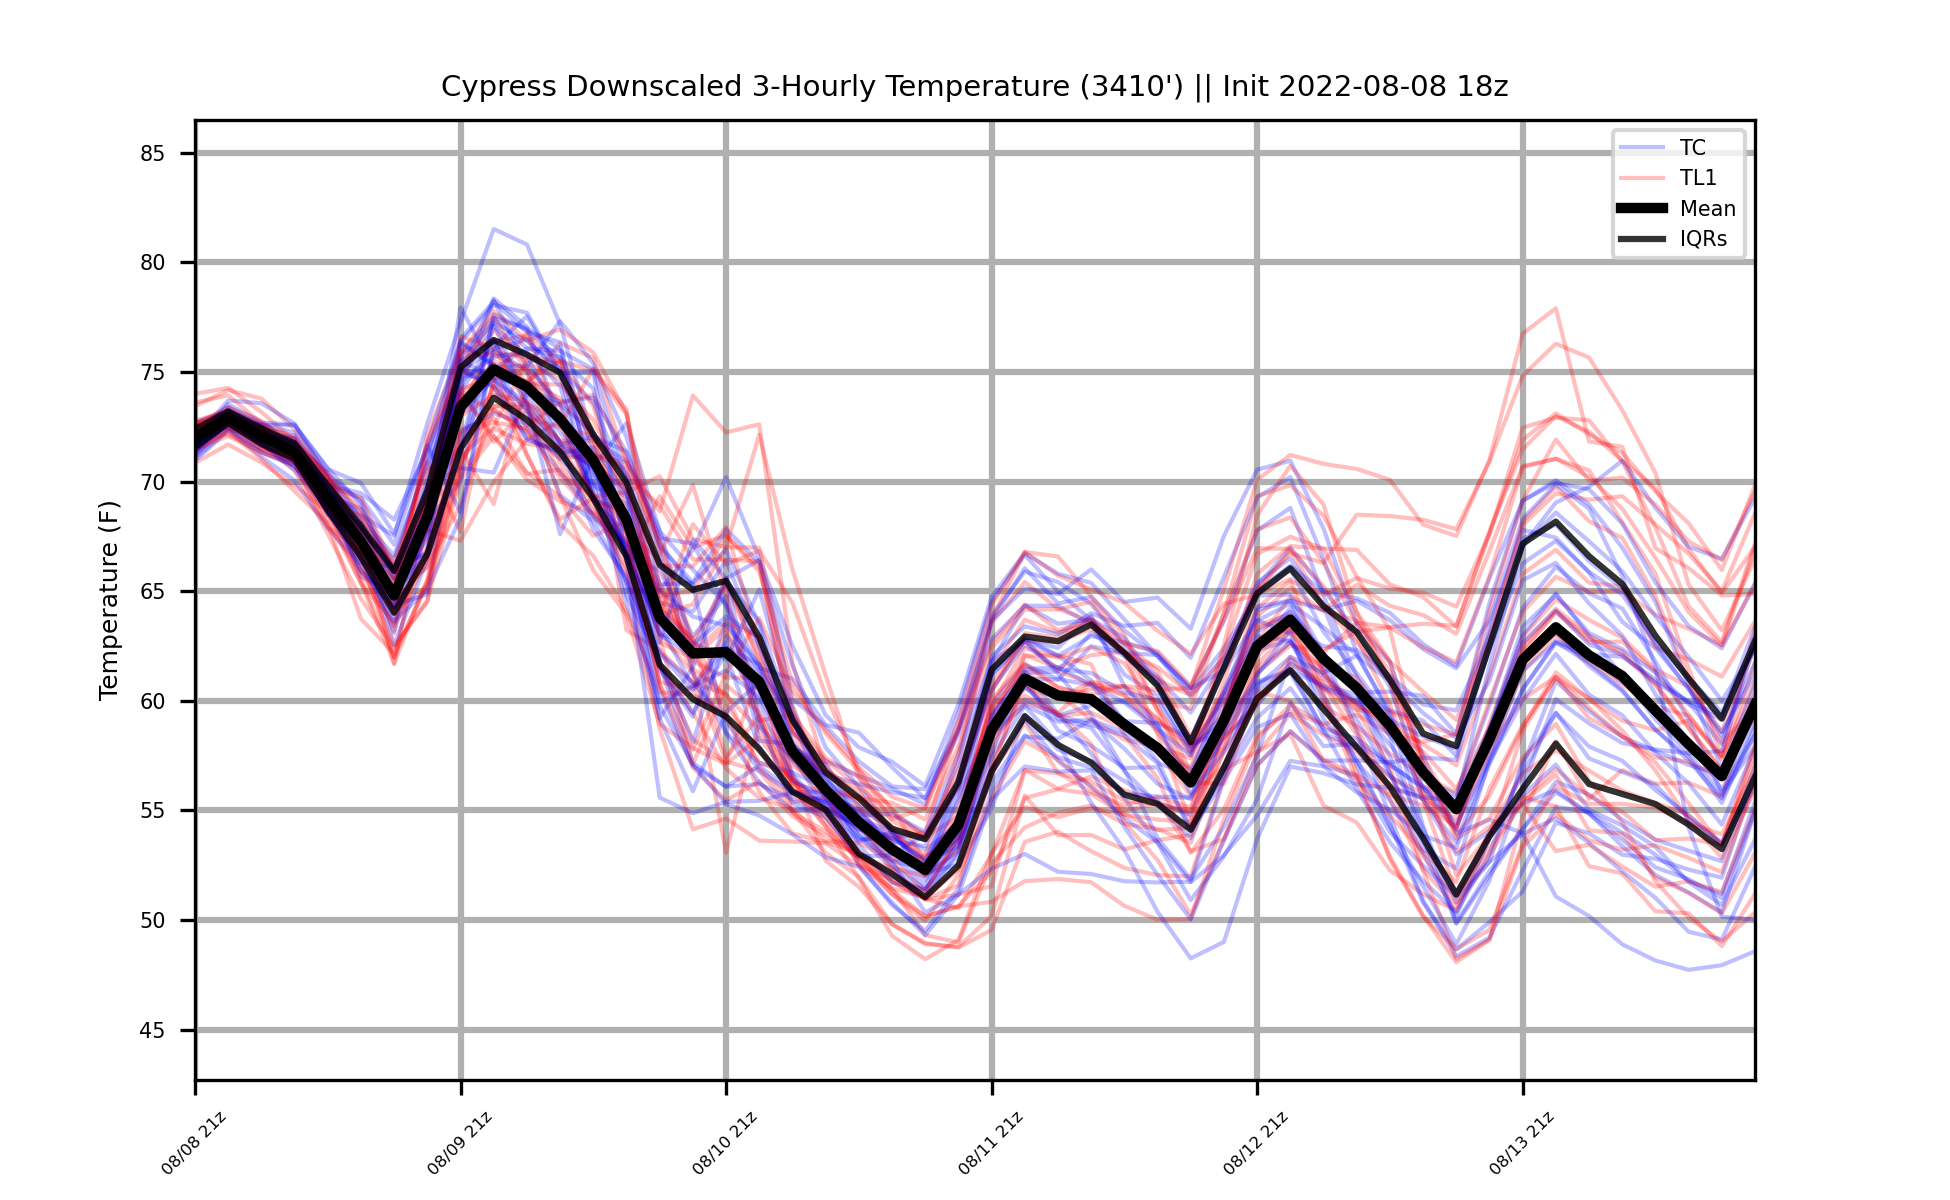 Cypress Downscaled 3-Hourly Temperature (3410') || Init 2022-08-08 18z
TC
TL1
Mean
IQRs
Temperature (F)
85
80
75
70
65
60
55
50
45
08/08 21z
08/09 21z
08/10 21z
08/11 21z
08/12 21z
08/13 21z